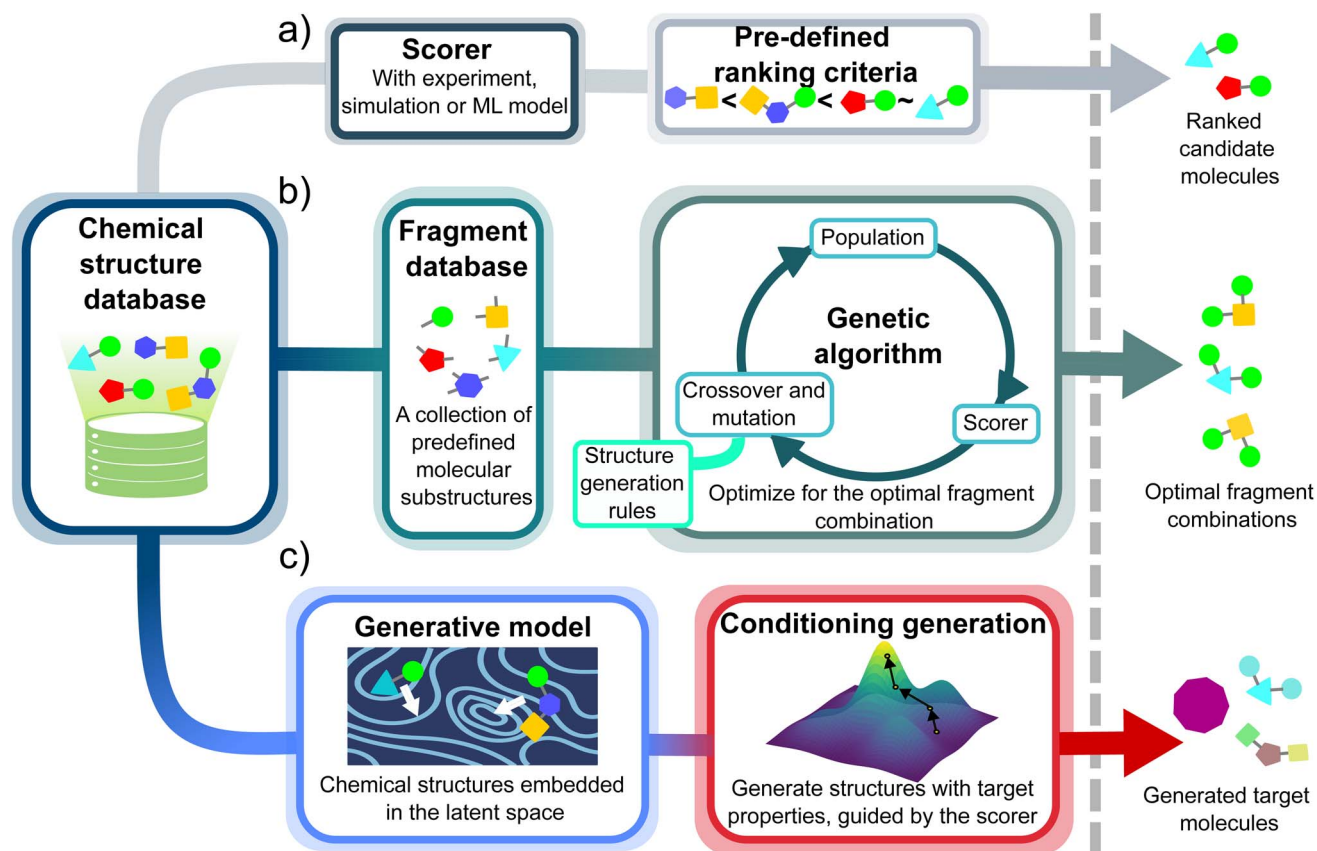 a)
Scorer
With experiment,
simulation or ML model
Pre-defined
ranking criteria
< < ~
Ranked
candidate
molecules
b)
Chemical
structure
database
Fragment
database
A collection of
predefined
molecular
substructures
Population
Genetic
algorithm
Crossover and
mutation
Scorer
Structure
generation
rules
Optimize for the optimal fragment
combination
Optimal fragment
combinations
c)
Generative model
Chemical structures embedded
in the latent space
Conditioning generation
Generate structures with target
properties, guided by the scorer
Generated target
molecules